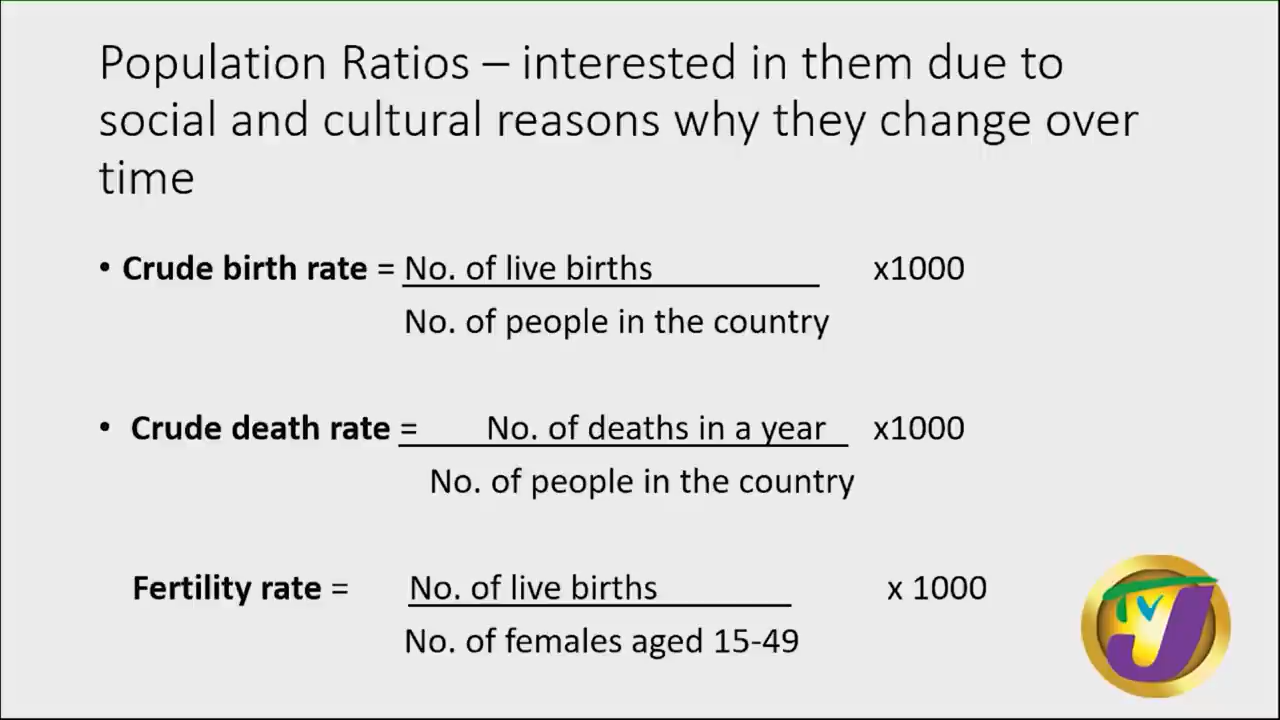 Population Ratios – interested in them due to
social and cultural reasons why they change over
time
• Crude birth rate = No. of live births x1000
No. of people in the country
• Crude death rate = No. of deaths in a year x1000
No. of people in the country
Fertility rate = No. of live births x 1000
No. of females aged 15-49
TVJ